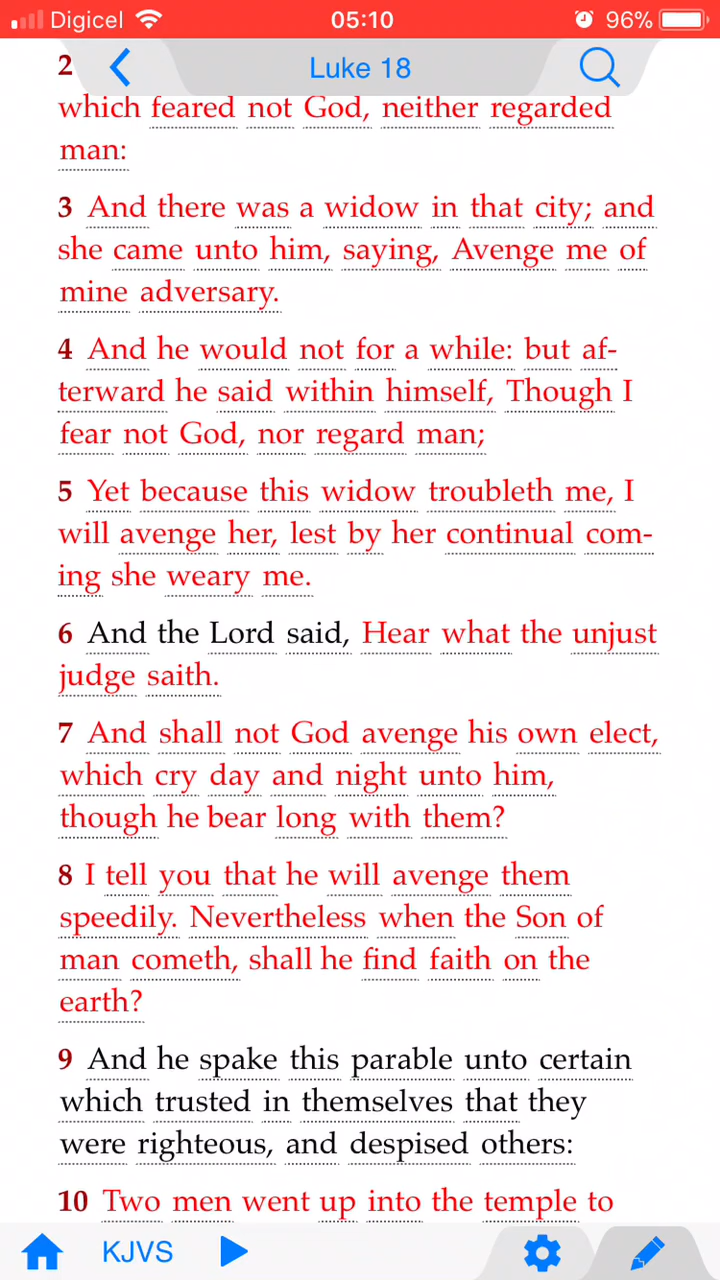 Digicel 05:10 96%
Luke 18
2
which feared not God, neither regarded
man:
3 And there was a widow in that city; and
she came unto him, saying, Avenge me of
mine adversary.
4 And he would not for a while: but af-
terward he said within himself, Though I
fear not God, nor regard man;
5 Yet because this widow troubleth me, I
will avenge her, lest by her continual com-
ing she weary me.
6 And the Lord said, Hear what the unjust
judge saith.
7 And shall not God avenge his own elect,
which cry day and night unto him,
though he bear long with them?
8 I tell you that he will avenge them
speedily. Nevertheless when the Son of
man cometh, shall he find faith on the
earth?
9 And he spake this parable unto certain
which trusted in themselves that they
were righteous, and despised others:
10 Two men went up into the temple to
KJVS